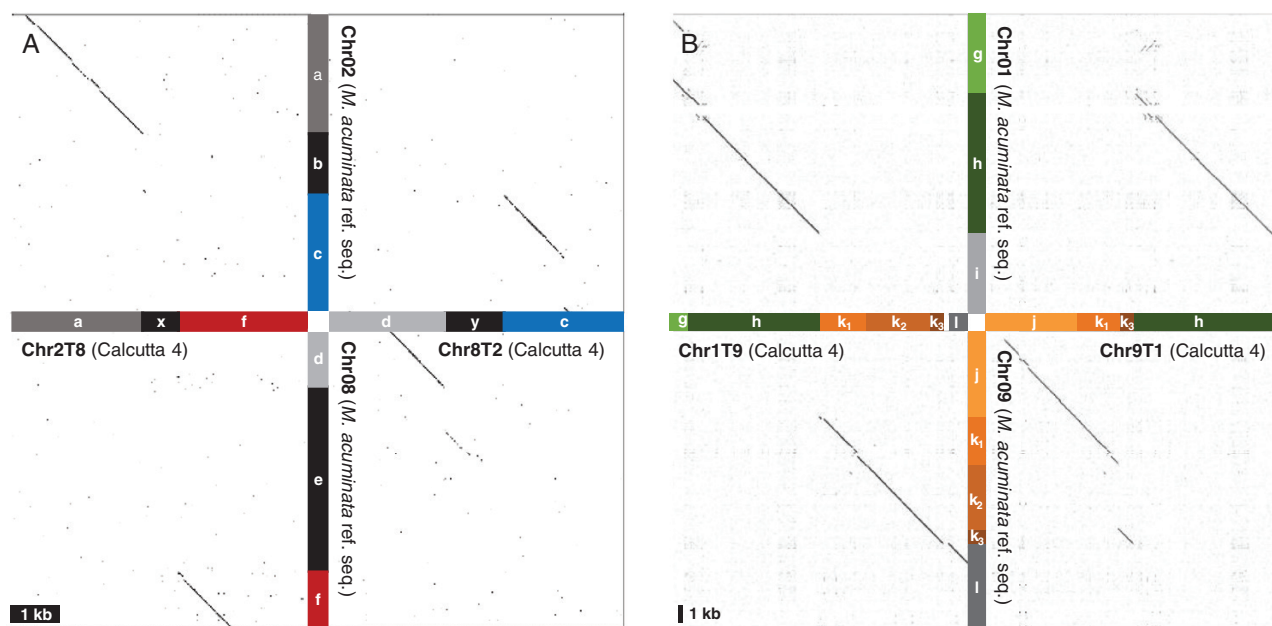 A
a
b
c
Chr02 (M. acuminata ref. seq.)
a x f
d y c
Chr2T8 (Calcutta 4)
Chr8T2 (Calcutta 4)
d
e
f
Chr08 (M. acuminata ref. seq.)
1 kb
B
g
h
i
Chr01 (M. acuminata ref. seq.)
g h k₁ k₂ k₃ l
j k₁ k₃ h
Chr1T9 (Calcutta 4)
Chr9T1 (Calcutta 4)
j
k₁
k₂
k₃
l
Chr09 (M. acuminata ref. seq.)
1 kb